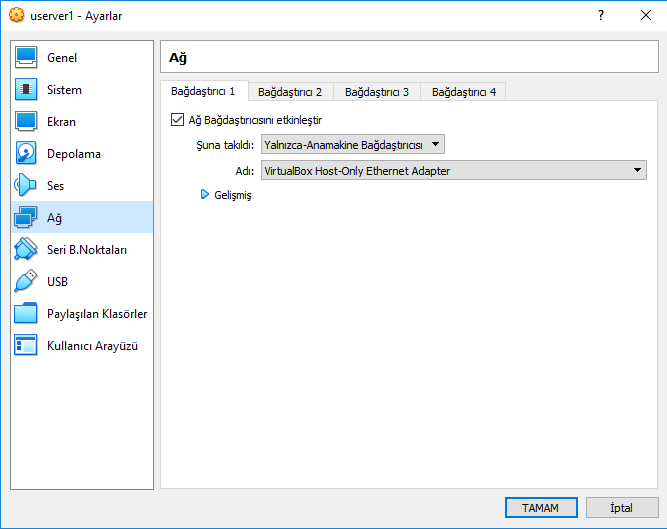 userver1 - Ayarlar
?
Genel
Sistem
Ekran
Depolama
Ses
Ağ
Seri B.Noktaları
USB
Paylaşılan Klasörler
Kullanıcı Arayüzü
Ağ
Bağdaştırıcı 1 Bağdaştırıcı 2 Bağdaştırıcı 3 Bağdaştırıcı 4
Ağ Bağdaştırıcısını etkinleştir
Şuna takıldı: Yalnızca-Anamakine Bağdaştırıcısı
Adı: VirtualBox Host-Only Ethernet Adapter
Gelişmiş
TAMAM İptal